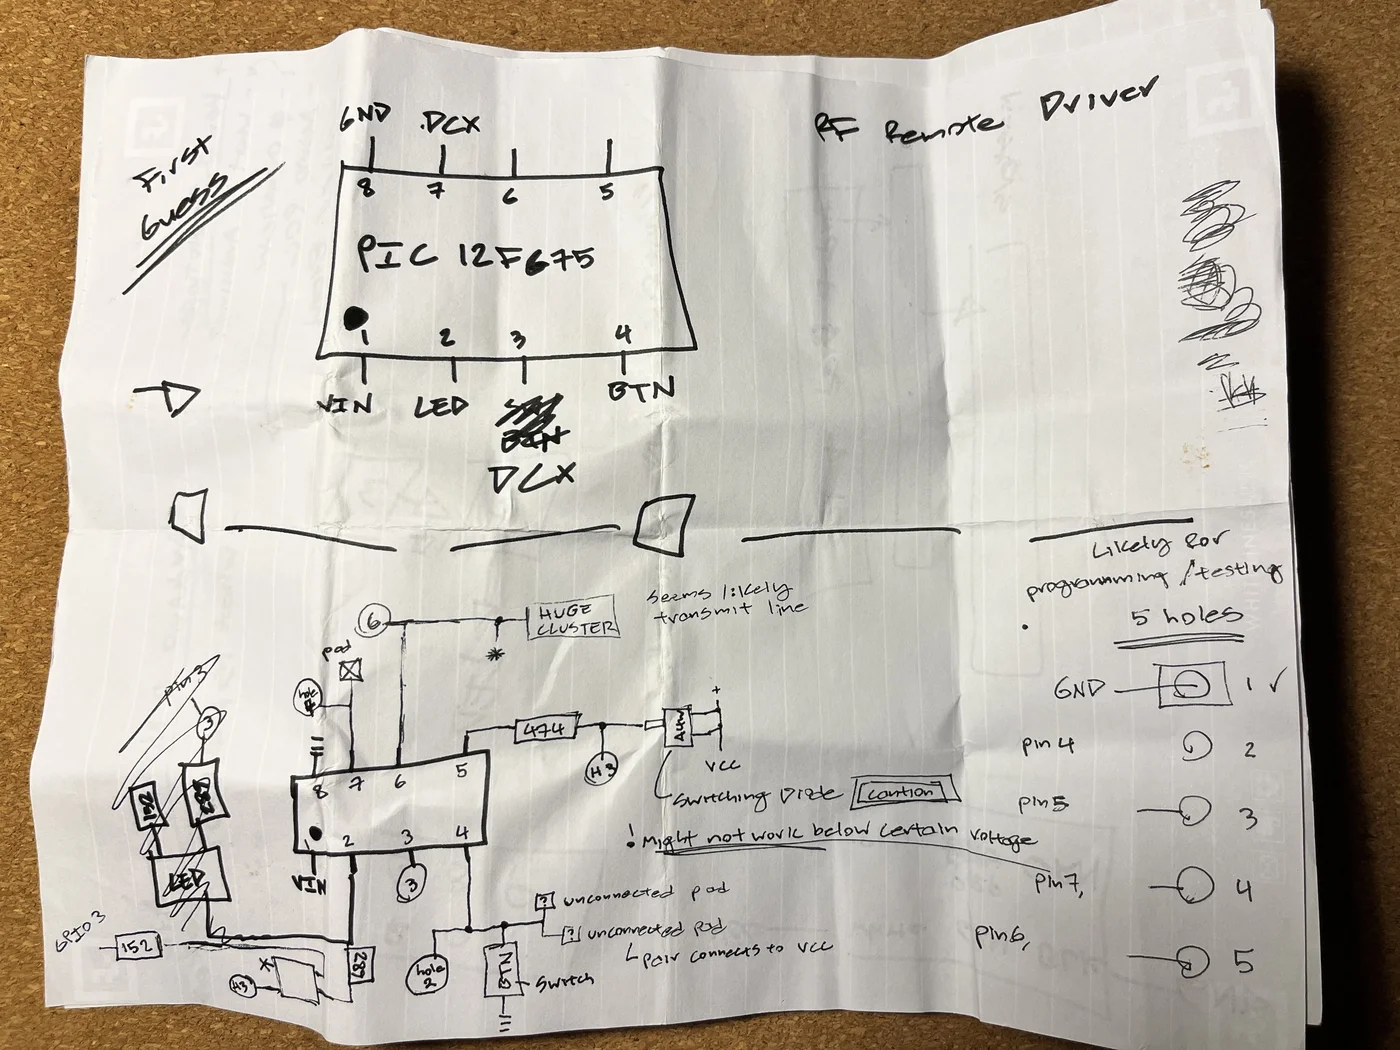 RF Remote Driver
First
Guess
GND DCX
8 7 6 5
PIC 12F675
1 2 3 4
VIN LED BTN
DCX
Likely for
programming / testing
5 holes
GND 1 ✓
pin 4 2
pin 5 3
pin 7, 4
pin 6, 5
seems likely
transmit line
6
HUGE
CLUSTER
*
pad
hole
pin 3
3
LED
474
H3
A4W
+
VCC
Switching Diode caution
! Might not work below certain voltage
8 7 6 5
1 2 3 4
VIN
3
GPIO 3
152
H3
hole
2
BTN
Switch
? unconnected pad
? unconnected pad
pair connects to VCC